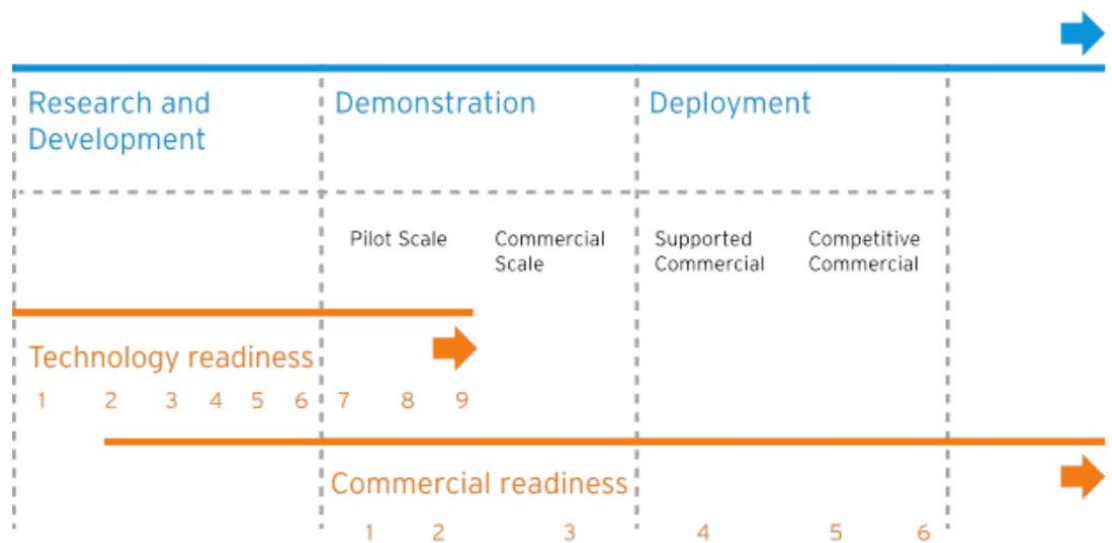 Research and
Development
Demonstration
Deployment
Pilot Scale
Commercial
Scale
Supported
Commercial
Competitive
Commercial
Technology readiness
1 2 3 4 5 6 7 8 9
Commercial readiness
1 2 3 4 5 6